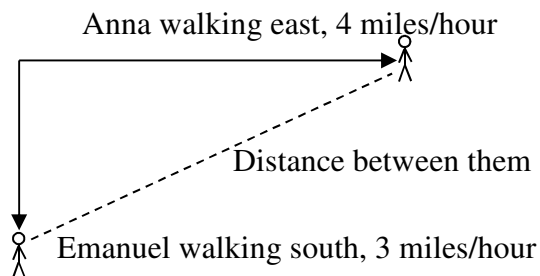 Anna walking east, 4 miles/hour
Distance between them
Emanuel walking south, 3 miles/hour